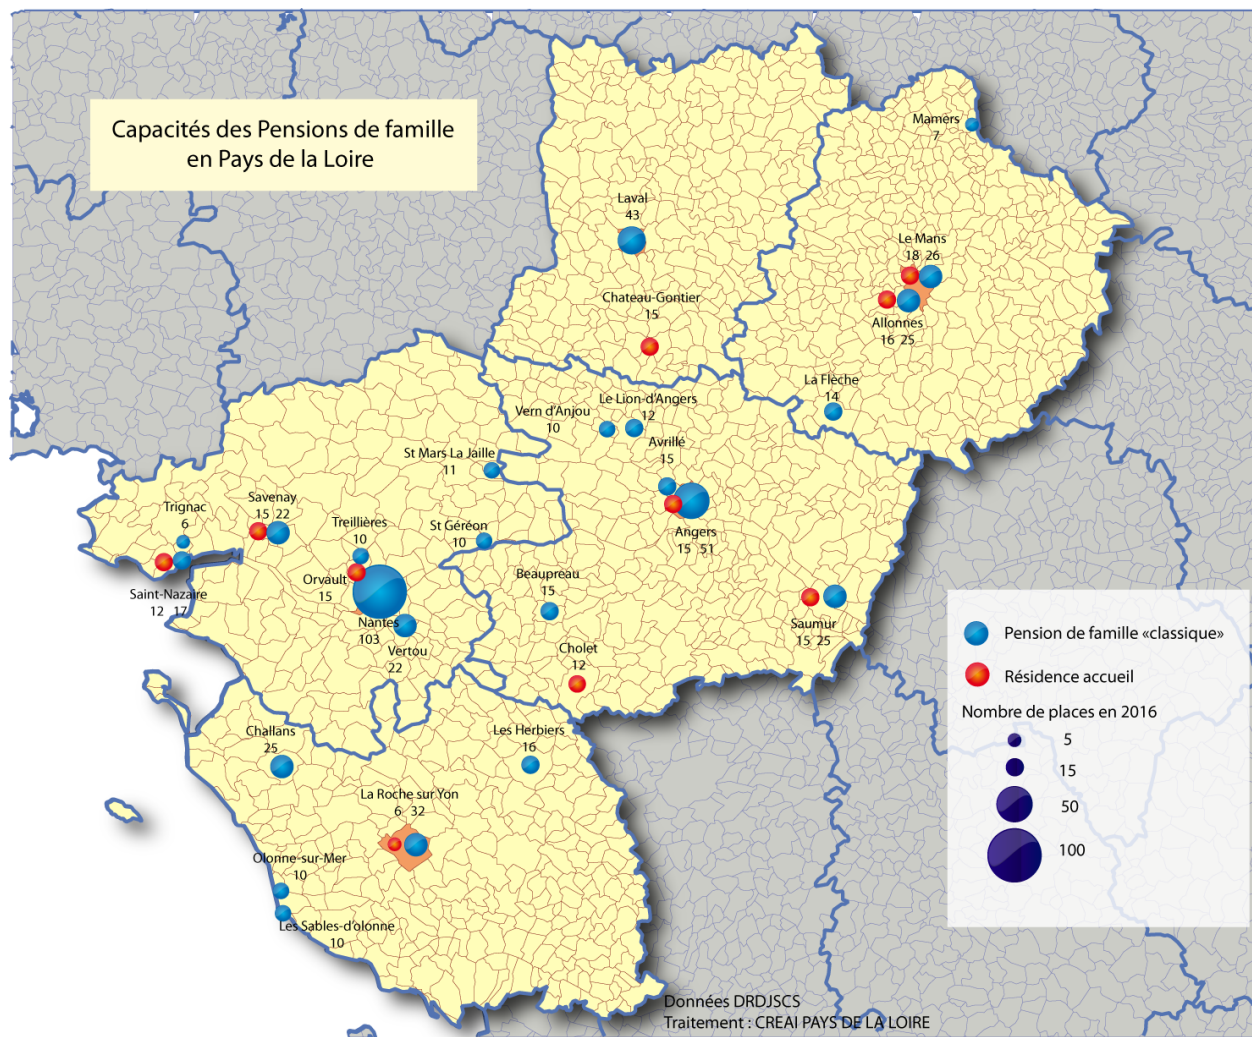 Capacités des Pensions de famille
en Pays de la Loire
Mamers
7
Laval
43
Le Mans
18 26
Chateau-Gontier
15
Allonnes
16 25
La Flèche
14
Le Lion-d'Angers
12
Vern d'Anjou
10
Avrillé
15
St Mars La Jaille
11
Savenay
15 22
Trignac
6
Treillières
10
St Géréon
10
Angers
15 51
Orvault
15
Beaupreau
15
Saint-Nazaire
12 17
Nantes
103
Vertou
22
Saumur
15 25
Cholet
12
Challans
25
Les Herbiers
16
La Roche sur Yon
6 32
Olonne-sur-Mer
10
Les Sables-d'olonne
10
Pension de famille «classique»
Résidence accueil
Nombre de places en 2016
5
15
50
100
Données DRDJSCS
Traitement : CREAI PAYS DE LA LOIRE